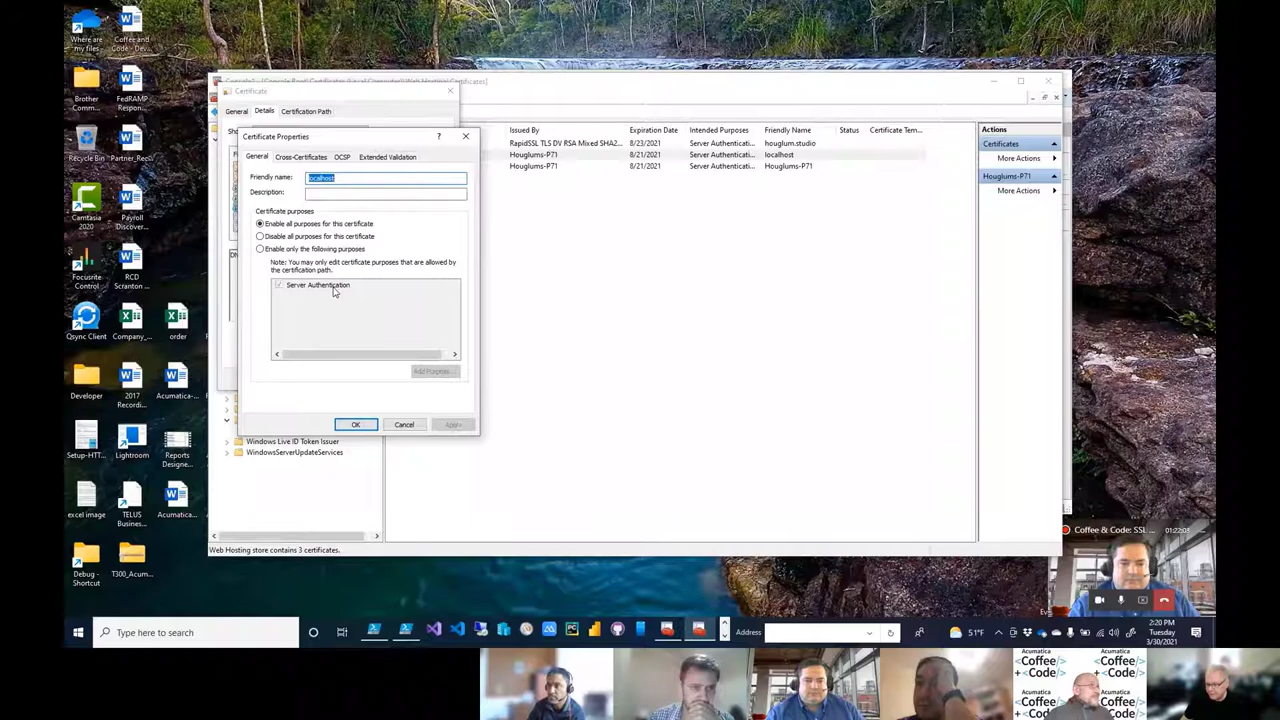 Where are
my files
Coffee and
Code - Dev...
Brother
Comm...
FedRAMP
Respon...
Recycle Bin
Partner_Rec...
Camtasia
2020
Payroll
Discover...
Focusrite
Control
RCD
Scranton ...
Qsync Client
Company_...
order
Developer
2017
Recordi...
Acumatica-...
Setup-HTT...
Lightroom
Reports
Designe...
excel image
TELUS
Business...
Acumatica...
Debug -
Shortcut
T300_Acum...
Certificate
General
Details
Certification Path
Certificate Properties
General
Cross-Certificates
OCSP
Extended Validation
Friendly name:
localhost
Description:
Certificate purposes
Enable all purposes for this certificate
Disable all purposes for this certificate
Enable only the following purposes
Note: You may only edit certificate purposes that are allowed by
the certification path.
Server Authentication
Add Purpose...
OK
Cancel
Apply
Windows Live ID Token Issuer
WindowsServerUpdateServices
Issued By
Expiration Date
Intended Purposes
Friendly Name
Status
Certificate Tem...
RapidSSL TLS DV RSA Mixed SHA2...
8/23/2021
Server Authenticati...
houglum.studio
Houglums-P71
8/21/2021
Server Authenticati...
localhost
Houglums-P71
8/21/2021
Server Authenticati...
Houglums-P71
Actions
Certificates
More Actions
Houglums-P71
More Actions
Web Hosting store contains 3 certificates.
Coffee & Code: SSL ...
Type here to search
Address
51°F
2:20 PM
Tuesday
3/30/2021
Acumatica
<Coffee/>
+<Code/>
Acumatica
<Coffee/>
+<Code/>